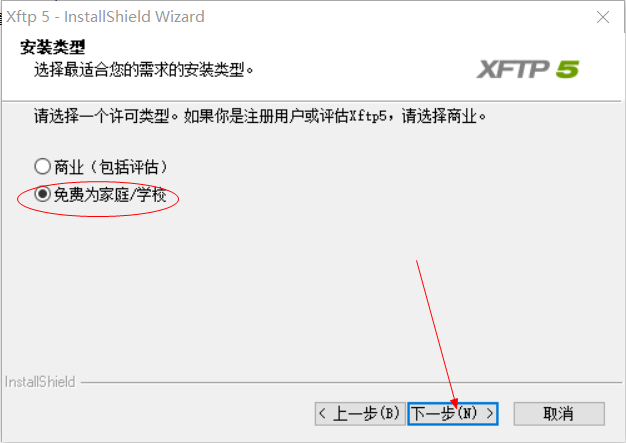 Xftp 5 - InstallShield Wizard
安装类型
选择最适合您的需求的安装类型。
XFTP 5
请选择一个许可类型。如果你是注册用户或评估Xftp5，请选择商业。
商业（包括评估）
免费为家庭/学校
InstallShield
< 上一步(B) 下一步(N) > 取消